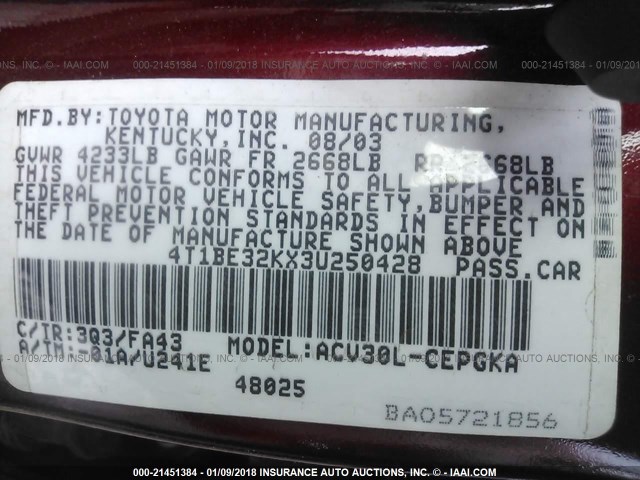 000-21451384 - 01/09/2018 INSURANCE AUTO AUCTIONS, INC. - © - IAAI.COM
MFD.BY:TOYOTA MOTOR MANUFACTURING,
KENTUCKY,INC. 08/03
GVWR 4233LB GAWR FR 2668LB RR 2668LB
THIS VEHICLE CONFORMS TO ALL APPLICABLE
FEDERAL MOTOR VEHICLE SAFETY,BUMPER AND
THEFT PREVENTION STANDARDS IN EFFECT ON
THE DATE OF MANUFACTURE SHOWN ABOVE
4T1BE32KX3U250428 PASS.CAR
C/TR:3Q3/FA43 MODEL:ACV30L-CEPGKA
A/TM: /U241E
48025
BA05721856
000-21451384 - 01/09/2018 - INSURANCE AUTO AUCTIONS, INC. - © - IAAI.COM